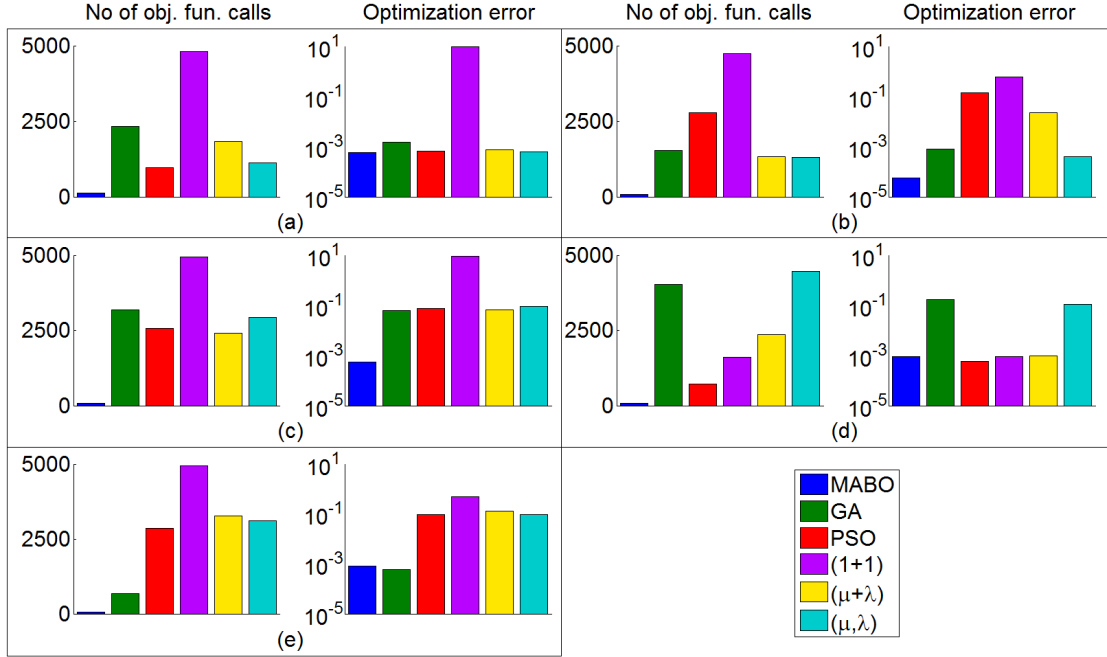 No of obj. fun. calls Optimization error No of obj. fun. calls Optimization error
5000 10^1 5000 10^1
10^-1 10^-1
2500 2500
10^-3 10^-3
0 10^-5 0 10^-5
(a) (b)
5000 10^1 5000 10^1
10^-1 10^-1
2500 2500
10^-3 10^-3
0 10^-5 0 10^-5
(c) (d)
5000 10^1
10^-1
2500
10^-3
0 10^-5
(e)
MABO
GA
PSO
(1+1)
(μ+λ)
(μ,λ)